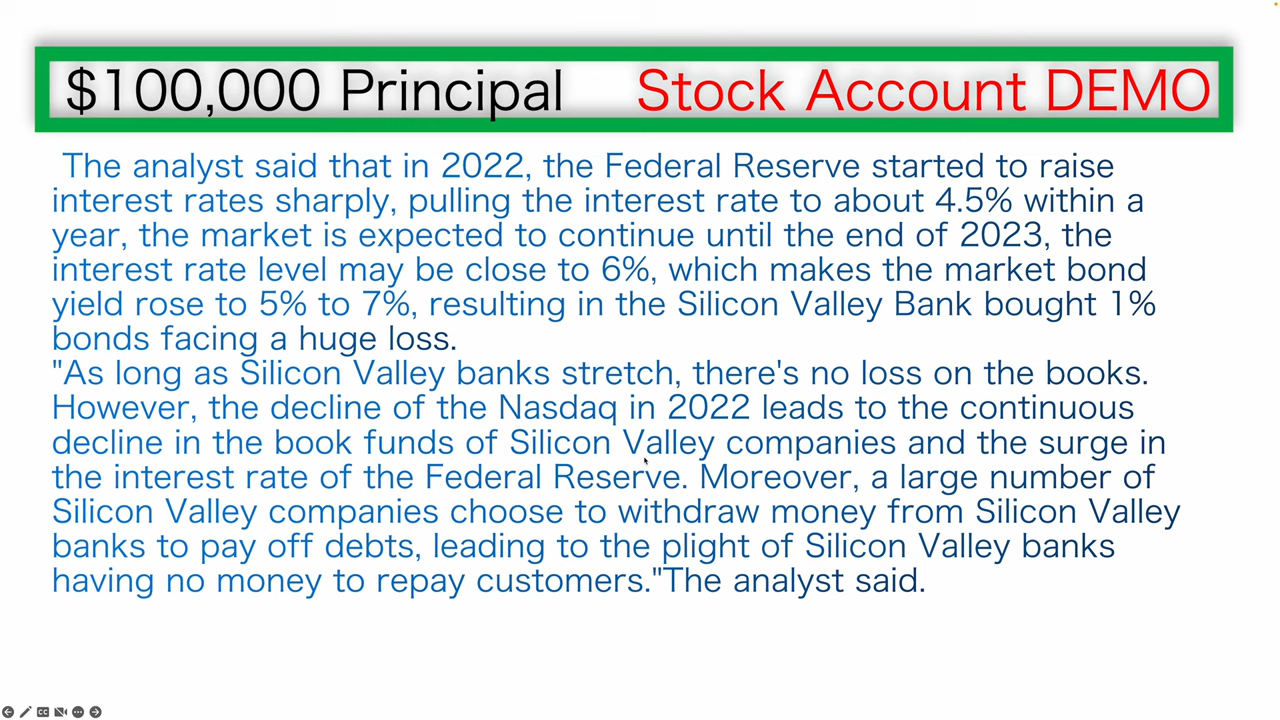 $100,000 Principal Stock Account DEMO
The analyst said that in 2022, the Federal Reserve started to raise
interest rates sharply, pulling the interest rate to about 4.5% within a
year, the market is expected to continue until the end of 2023, the
interest rate level may be close to 6%, which makes the market bond
yield rose to 5% to 7%, resulting in the Silicon Valley Bank bought 1%
bonds facing a huge loss.
"As long as Silicon Valley banks stretch, there's no loss on the books.
However, the decline of the Nasdaq in 2022 leads to the continuous
decline in the book funds of Silicon Valley companies and the surge in
the interest rate of the Federal Reserve. Moreover, a large number of
Silicon Valley companies choose to withdraw money from Silicon Valley
banks to pay off debts, leading to the plight of Silicon Valley banks
having no money to repay customers."The analyst said.